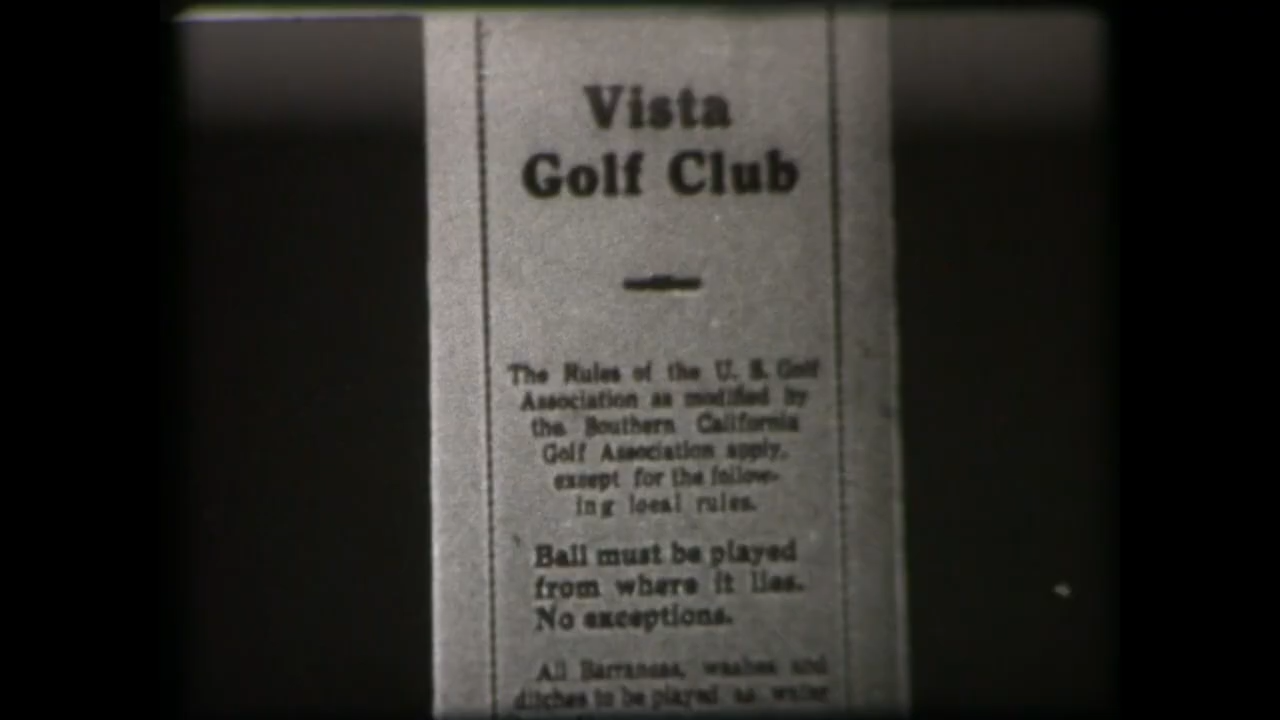 Vista
Golf Club
The Rules of the U. S. Golf
Association as modified by
the Southern California
Golf Association apply,
except for the follow-
ing local rules.
Ball must be played
from where it lies.
No exceptions.
All Barrancas, washes and
ditches to be played as water